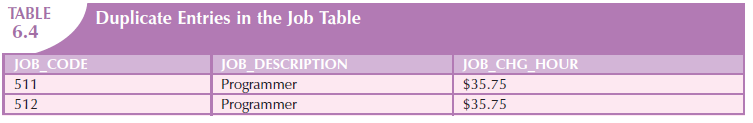 TABLE
6.4
Duplicate Entries in the Job Table
JOB_CODE JOB_DESCRIPTION JOB_CHG_HOUR
511 Programmer $35.75
512 Programmer $35.75